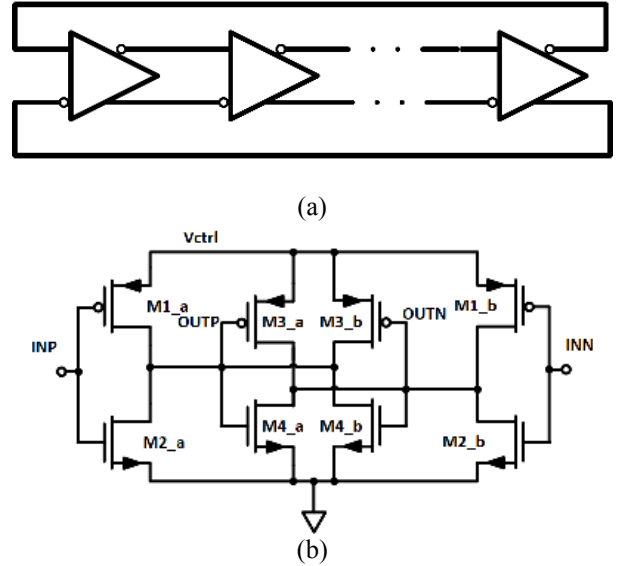 (a)
Vctrl
M1_a
OUTP
M3_a
M3_b
OUTN
M1_b
INP
INN
M2_a
M4_a
M4_b
M2_b
(b)